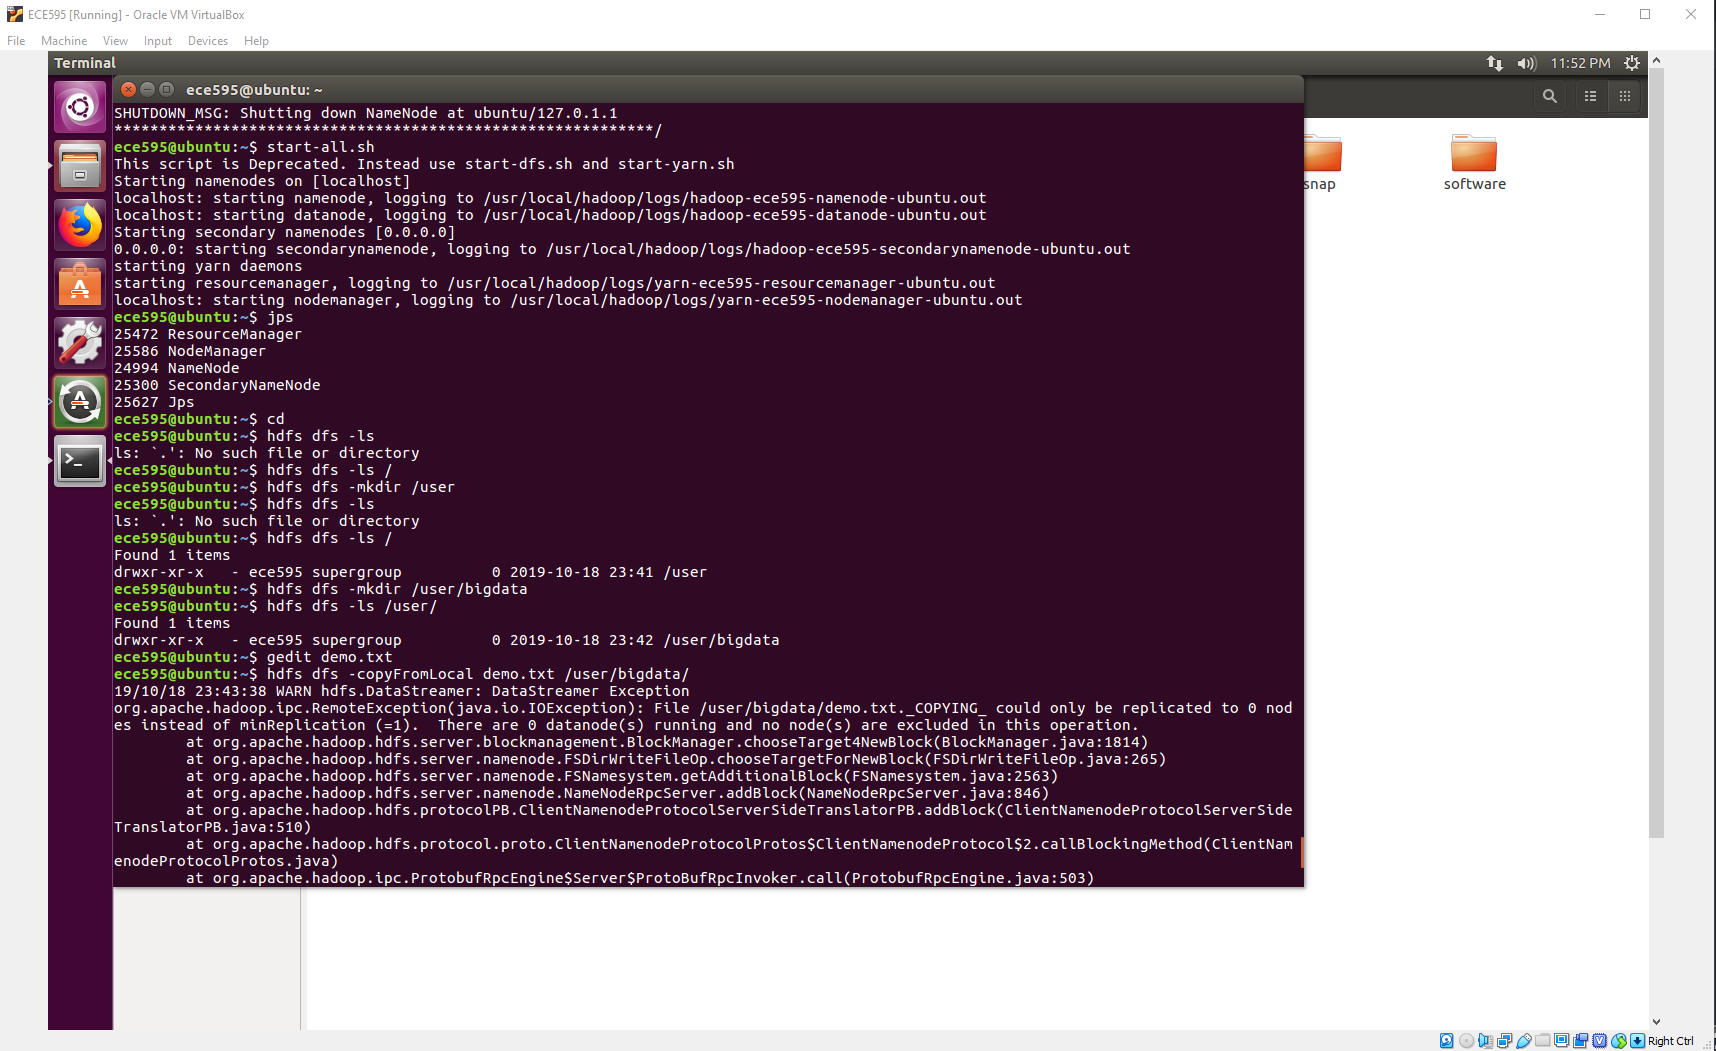 ECE595 [Running] - Oracle VM VirtualBox
File Machine View Input Devices Help
Terminal
11:52 PM
ece595@ubuntu: ~
SHUTDOWN_MSG: Shutting down NameNode at ubuntu/127.0.1.1
************************************************************/
ece595@ubuntu:~$ start-all.sh
This script is Deprecated. Instead use start-dfs.sh and start-yarn.sh
Starting namenodes on [localhost]
localhost: starting namenode, logging to /usr/local/hadoop/logs/hadoop-ece595-namenode-ubuntu.out
localhost: starting datanode, logging to /usr/local/hadoop/logs/hadoop-ece595-datanode-ubuntu.out
Starting secondary namenodes [0.0.0.0]
0.0.0.0: starting secondarynamenode, logging to /usr/local/hadoop/logs/hadoop-ece595-secondarynamenode-ubuntu.out
starting yarn daemons
starting resourcemanager, logging to /usr/local/hadoop/logs/yarn-ece595-resourcemanager-ubuntu.out
localhost: starting nodemanager, logging to /usr/local/hadoop/logs/yarn-ece595-nodemanager-ubuntu.out
ece595@ubuntu:~$ jps
25472 ResourceManager
25586 NodeManager
24994 NameNode
25300 SecondaryNameNode
25627 Jps
ece595@ubuntu:~$ cd
ece595@ubuntu:~$ hdfs dfs -ls
ls: `.': No such file or directory
ece595@ubuntu:~$ hdfs dfs -ls /
ece595@ubuntu:~$ hdfs dfs -mkdir /user
ece595@ubuntu:~$ hdfs dfs -ls
ls: `.': No such file or directory
ece595@ubuntu:~$ hdfs dfs -ls /
Found 1 items
drwxr-xr-x   - ece595 supergroup          0 2019-10-18 23:41 /user
ece595@ubuntu:~$ hdfs dfs -mkdir /user/bigdata
ece595@ubuntu:~$ hdfs dfs -ls /user/
Found 1 items
drwxr-xr-x   - ece595 supergroup          0 2019-10-18 23:42 /user/bigdata
ece595@ubuntu:~$ gedit demo.txt
ece595@ubuntu:~$ hdfs dfs -copyFromLocal demo.txt /user/bigdata/
19/10/18 23:43:38 WARN hdfs.DataStreamer: DataStreamer Exception
org.apache.hadoop.ipc.RemoteException(java.io.IOException): File /user/bigdata/demo.txt._COPYING_ could only be replicated to 0 nod
es instead of minReplication (=1).  There are 0 datanode(s) running and no node(s) are excluded in this operation.
        at org.apache.hadoop.hdfs.server.blockmanagement.BlockManager.chooseTarget4NewBlock(BlockManager.java:1814)
        at org.apache.hadoop.hdfs.server.namenode.FSDirWriteFileOp.chooseTargetForNewBlock(FSDirWriteFileOp.java:265)
        at org.apache.hadoop.hdfs.server.namenode.FSNamesystem.getAdditionalBlock(FSNamesystem.java:2563)
        at org.apache.hadoop.hdfs.server.namenode.NameNodeRpcServer.addBlock(NameNodeRpcServer.java:846)
        at org.apache.hadoop.hdfs.protocolPB.ClientNamenodeProtocolServerSideTranslatorPB.addBlock(ClientNamenodeProtocolServerSide
TranslatorPB.java:510)
        at org.apache.hadoop.hdfs.protocol.proto.ClientNamenodeProtocolProtos$ClientNamenodeProtocol$2.callBlockingMethod(ClientNam
enodeProtocolProtos.java)
        at org.apache.hadoop.ipc.ProtobufRpcEngine$Server$ProtoBufRpcInvoker.call(ProtobufRpcEngine.java:503)
snap
software
Right Ctrl